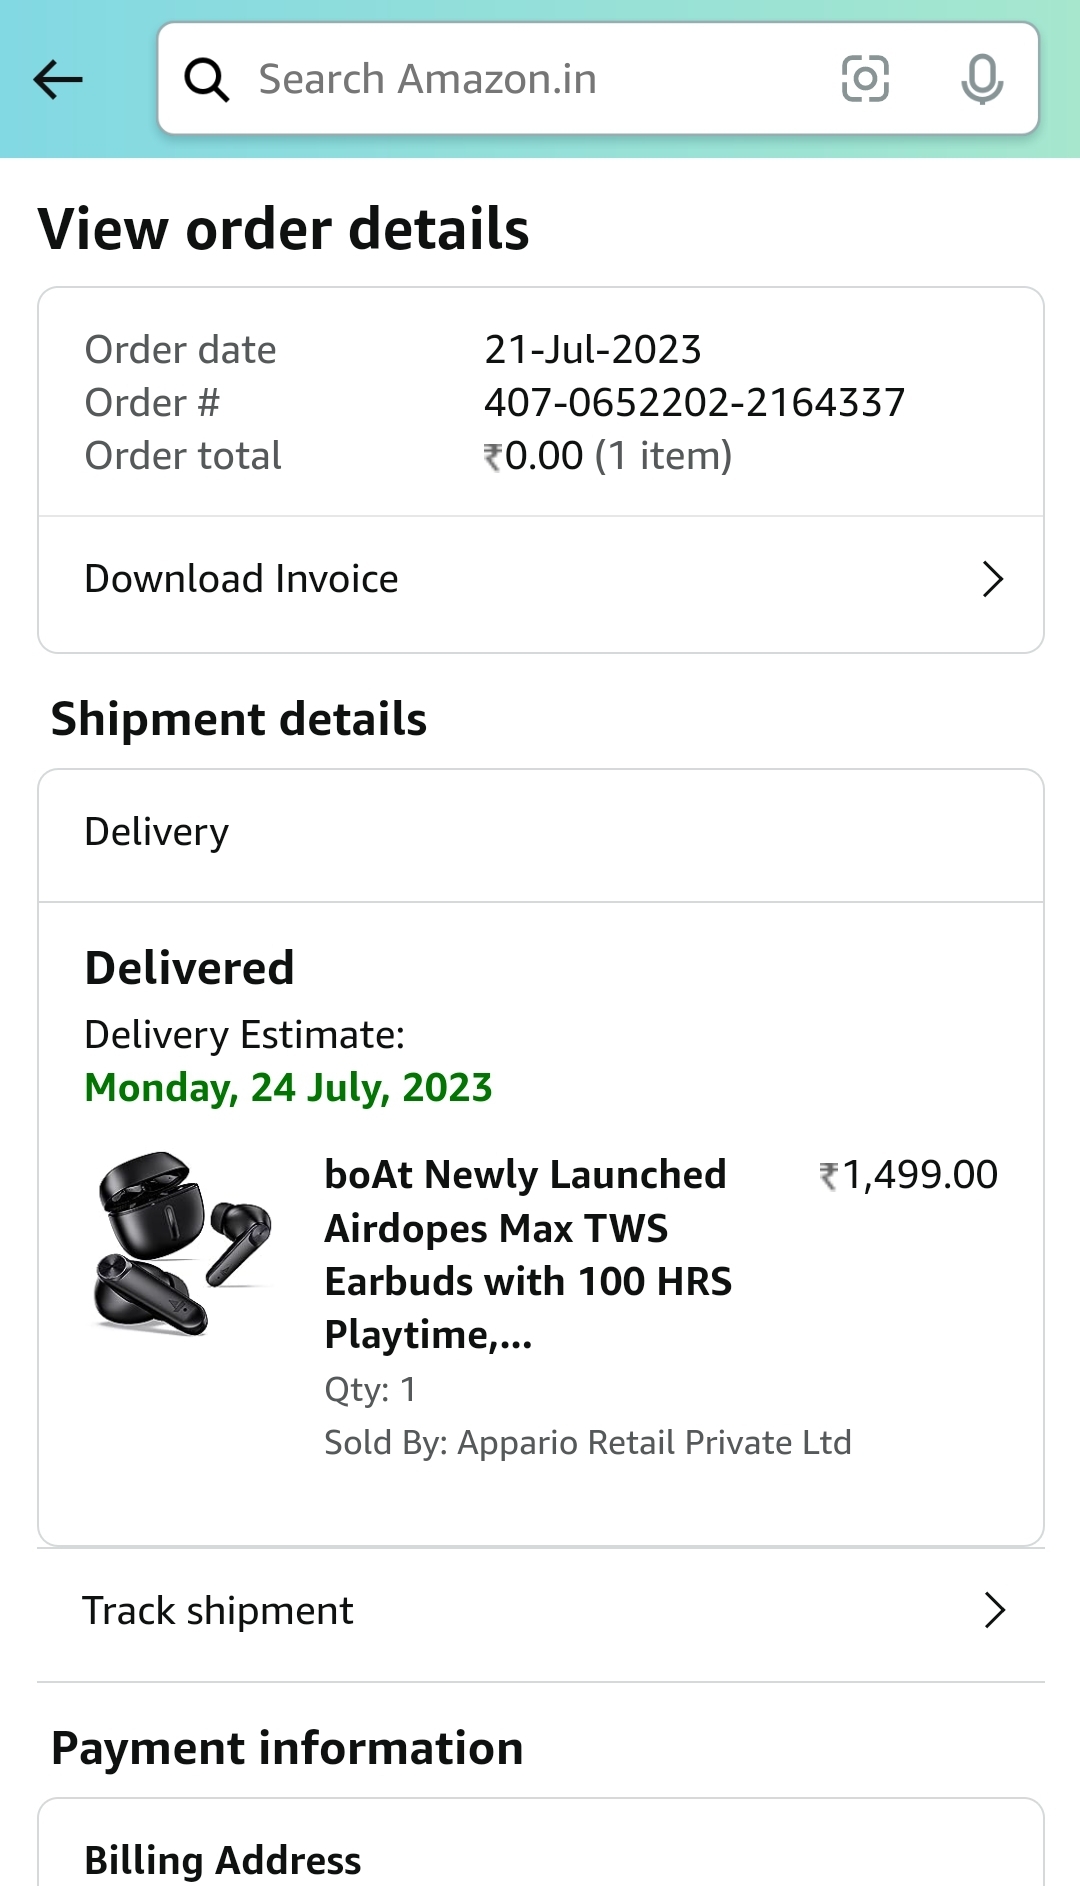 Search Amazon.in
View order details
Order date 21-Jul-2023
Order # 407-0652202-2164337
Order total ₹0.00 (1 item)
Download Invoice
Shipment details
Delivery
Delivered
Delivery Estimate:
Monday, 24 July, 2023
boAt Newly Launched ₹1,499.00
Airdopes Max TWS
Earbuds with 100 HRS
Playtime,...
Qty: 1
Sold By: Appario Retail Private Ltd
Track shipment
Payment information
Billing Address